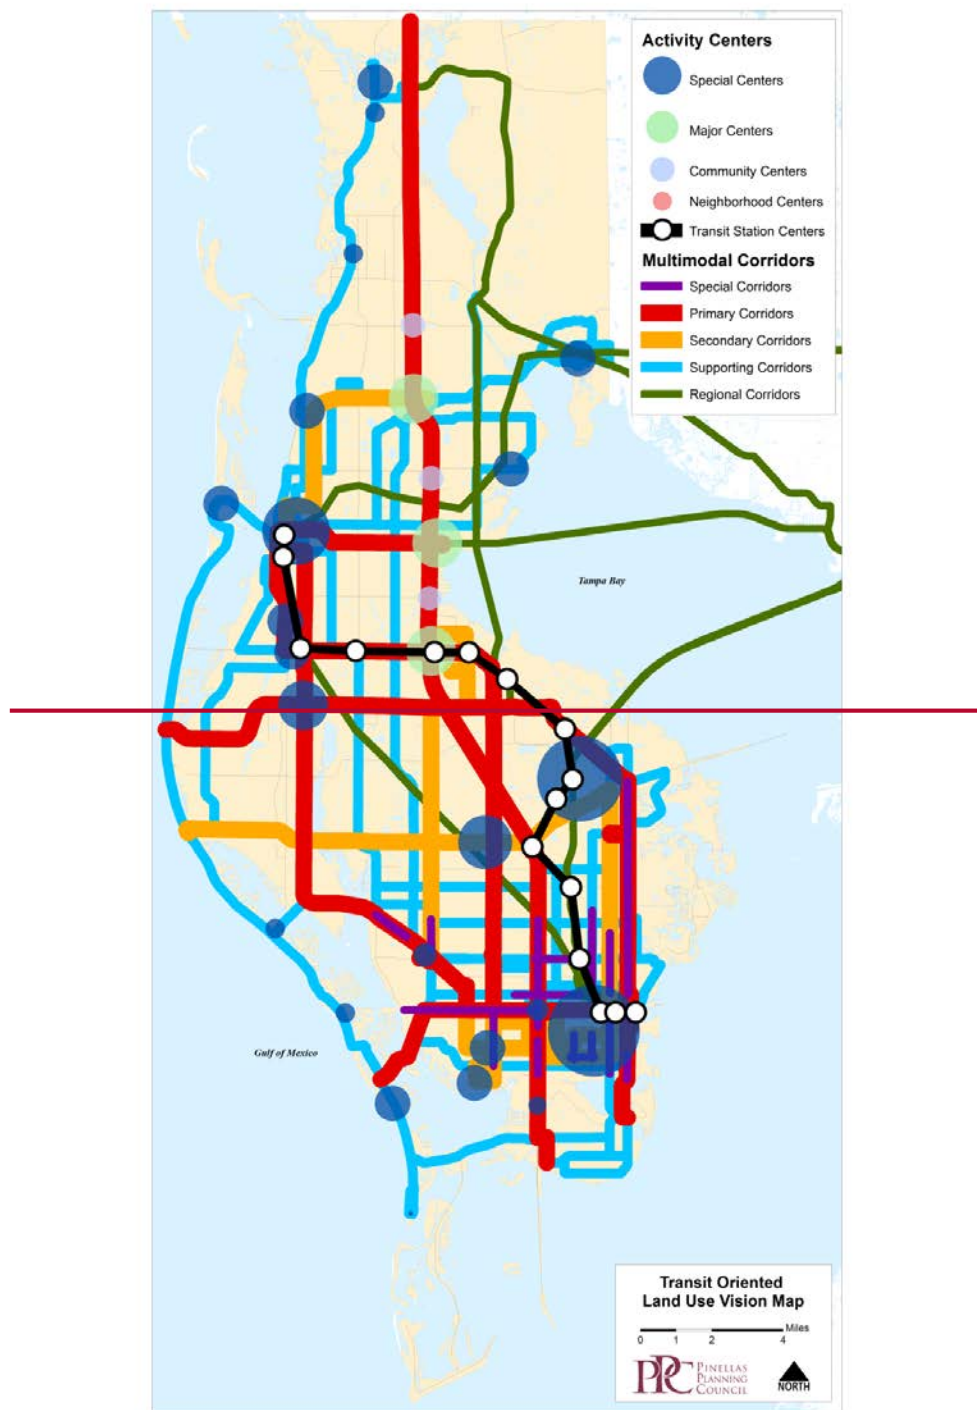 Activity Centers
Special Centers
Major Centers
Community Centers
Neighborhood Centers
Transit Station Centers
Multimodal Corridors
Special Corridors
Primary Corridors
Secondary Corridors
Supporting Corridors
Regional Corridors
Tampa Bay
Gulf of Mexico
Transit Oriented
Land Use Vision Map
Miles
0 1 2 4
PPC
PINELLAS
PLANNING
COUNCIL
NORTH